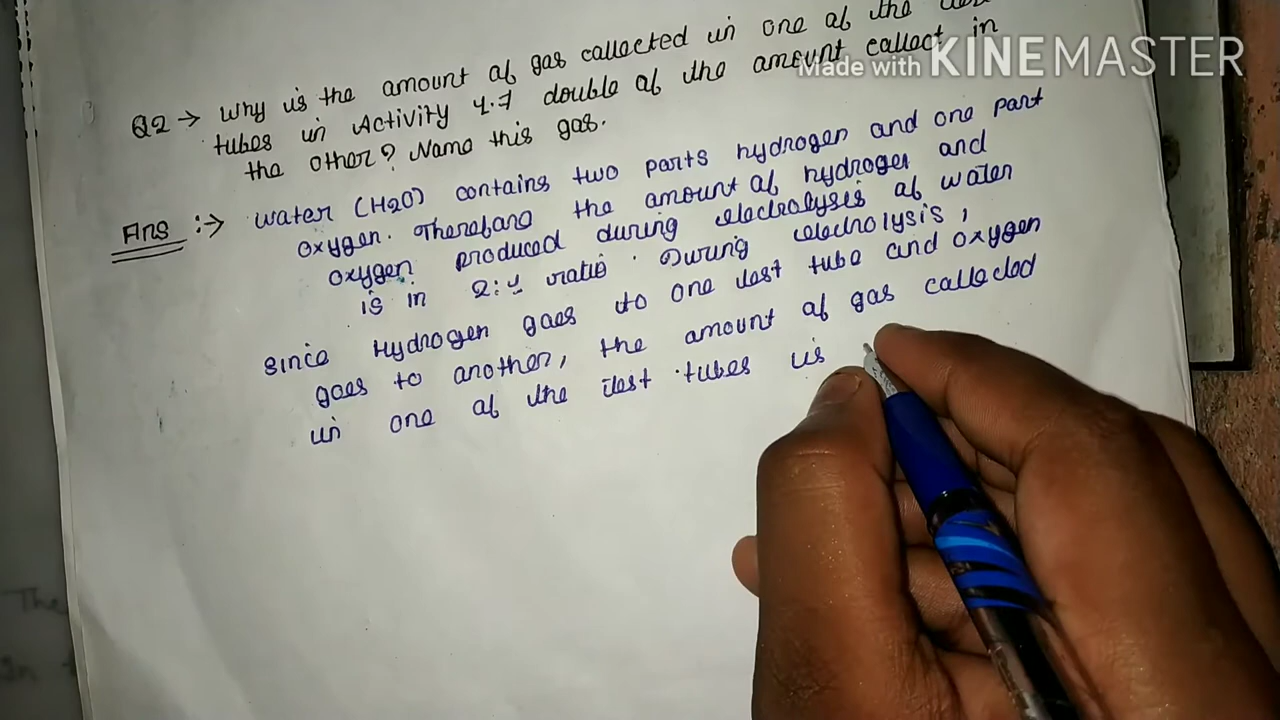 Made with KINEMASTER
Q2 → Why is the amount of gas collected in one of the
tubes in Activity 1.7 double of the amount collect in
the other? Name this gas.
Ans :→ water (H2O) contains two parts hydrogen and one part
oxygen. Therefore the amount of hydrogen and
oxygen produced during electrolysis of water
is in 2:1 ratio. During electrolysis,
since Hydrogen goes to one test tube and oxygen
goes to another, the amount of gas collected
in one of the test tubes is